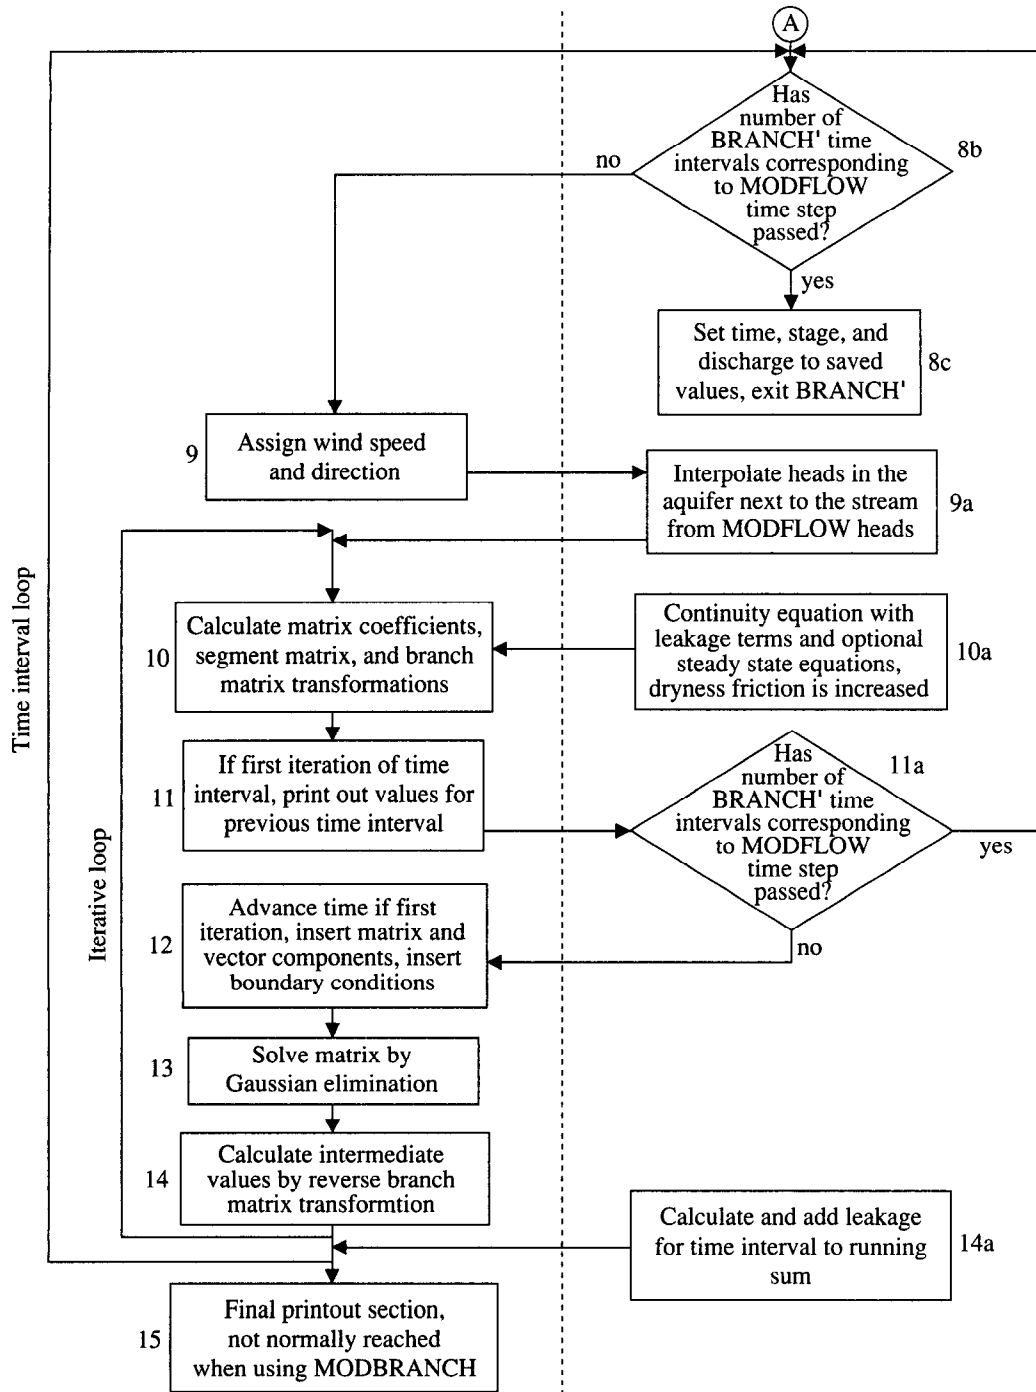 A
Has
number of
BRANCH' time
intervals corresponding
to MODFLOW
time step
passed?
8b
no
yes
Set time, stage, and
discharge to saved
values, exit BRANCH'
8c
9
Assign wind speed
and direction
Interpolate heads in the
aquifer next to the stream
from MODFLOW heads
9a
Time interval loop
Iterative loop
10
Calculate matrix coefficients,
segment matrix, and branch
matrix transformations
Continuity equation with
leakage terms and optional
steady state equations,
dryness friction is increased
10a
11
If first iteration of time
interval, print out values for
previous time interval
Has
number of
BRANCH' time
intervals corresponding
to MODFLOW
time step
passed?
11a
yes
no
12
Advance time if first
iteration, insert matrix and
vector components, insert
boundary conditions
13
Solve matrix by
Gaussian elimination
14
Calculate intermediate
values by reverse branch
matrix transformtion
Calculate and add leakage
for time interval to running
sum
14a
15
Final printout section,
not normally reached
when using MODBRANCH